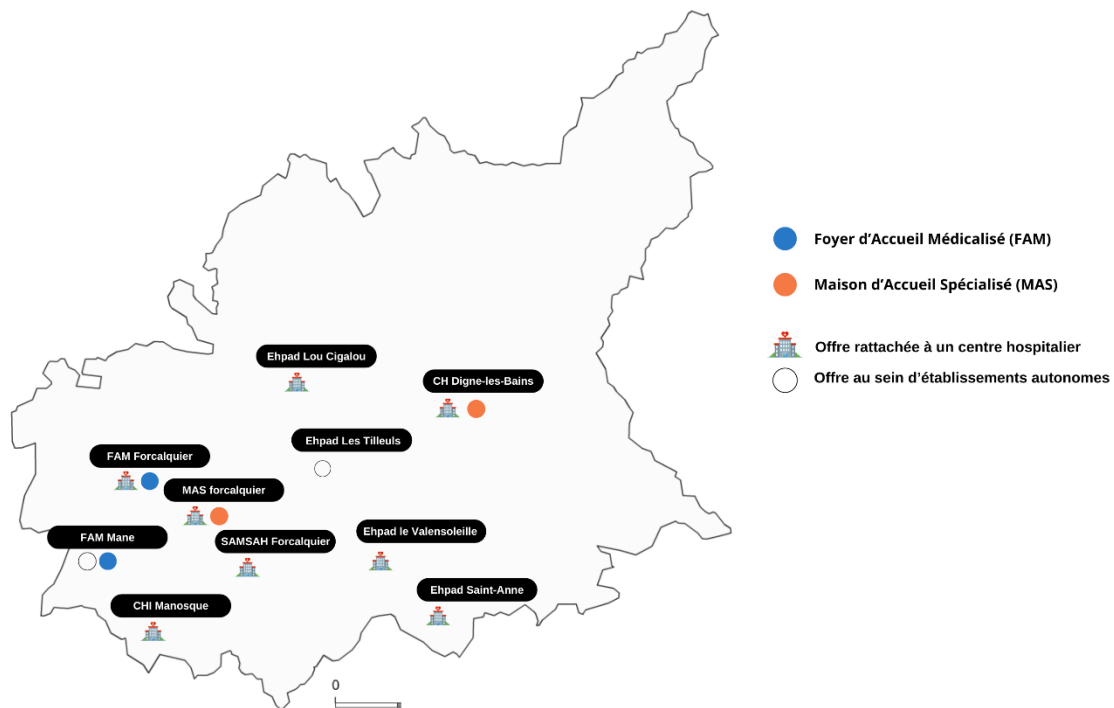 Foyer d’Accueil Médicalisé (FAM)
Maison d’Accueil Spécialisé (MAS)
Offre rattachée à un centre hospitalier
Offre au sein d’établissements autonomes
Ehpad Lou Cigalou
CH Digne-les-Bains
Ehpad Les Tilleuls
FAM Forcalquier
MAS forcalquier
FAM Mane
SAMSAH Forcalquier
Ehpad le Valensoleille
Ehpad Saint-Anne
CHI Manosque
0